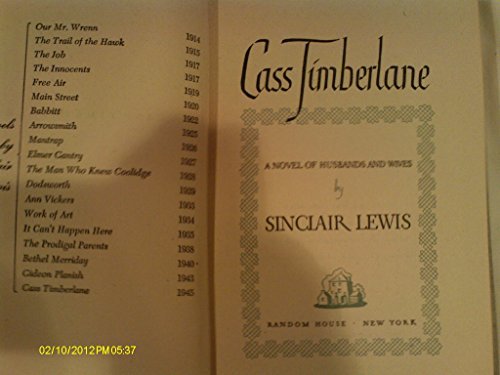 by
Our Mr. Wrenn 1914
The Trail of the Hawk 1915
The Job 1917
The Innocents 1917
Free Air 1919
Main Street 1920
Babbitt 1922
Arrowsmith 1925
Mantrap 1926
Elmer Gantry 1927
The Man Who Knew Coolidge 1928
Dodsworth 1929
Ann Vickers 1933
Work of Art 1934
It Can't Happen Here 1935
The Prodigal Parents 1938
Bethel Merriday 1940
Gideon Planish 1943
Cass Timberlane 1945
Cass Timberlane
A NOVEL OF HUSBANDS AND WIVES
by
SINCLAIR LEWIS
RANDOM HOUSE · NEW YORK
02/10/2012PM05:37